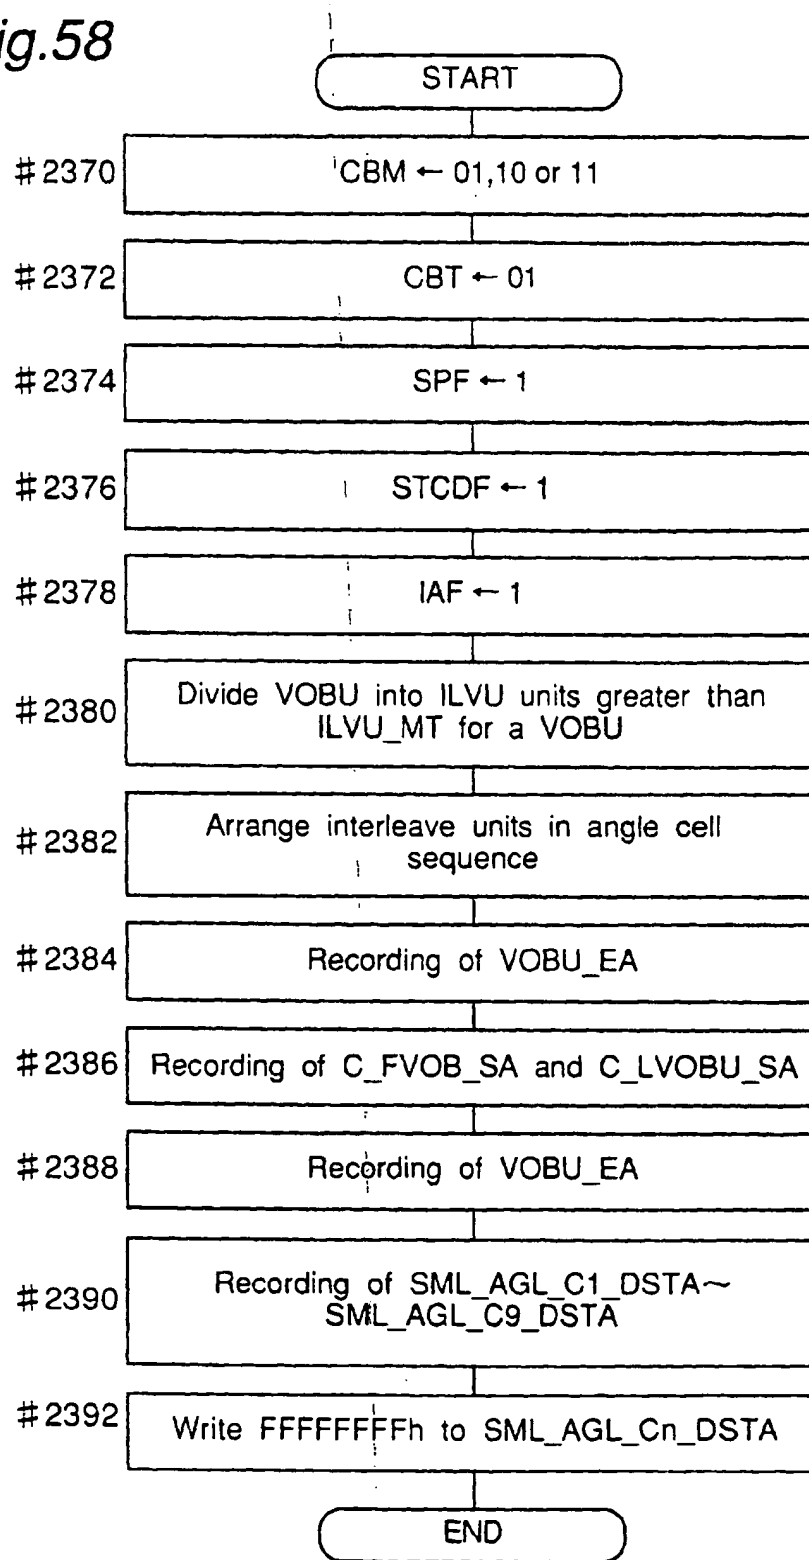 ig.58
START
#2370 CBM ← 01,10 or 11
#2372 CBT ← 01
#2374 SPF ← 1
#2376 STCDF ← 1
#2378 IAF ← 1
#2380 Divide VOBU into ILVU units greater than
ILVU_MT for a VOBU
#2382 Arrange interleave units in angle cell
sequence
#2384 Recording of VOBU_EA
#2386 Recording of C_FVOB_SA and C_LVOBU_SA
#2388 Recording of VOBU_EA
#2390 Recording of SML_AGL_C1_DSTA~
SML_AGL_C9_DSTA
#2392 Write FFFFFFFFh to SML_AGL_Cn_DSTA
END